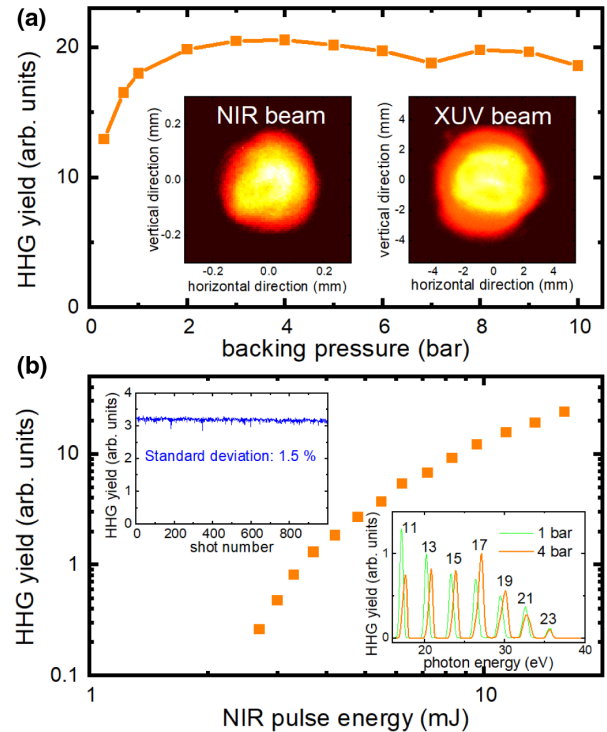 (a)
20
10
0
HHG yield (arb. units)
0 2 4 6 8 10
backing pressure (bar)
NIR beam
0.2
0.0
-0.2
vertical direction (mm)
-0.2 0.0 0.2
horizontal direction (mm)
XUV beam
4
2
0
-2
-4
vertical direction (mm)
-4 -2 0 2 4
horizontal direction (mm)
(b)
10
1
0.1
HHG yield (arb. units)
1 10
NIR pulse energy (mJ)
4
3
2
1
0
HHG yield (arb. units)
Standard deviation: 1.5 %
0 200 400 600 800
shot number
1
0
HHG yield (arb. units)
11 13 15 17 19 21 23
1 bar
4 bar
20 30 40
photon energy (eV)